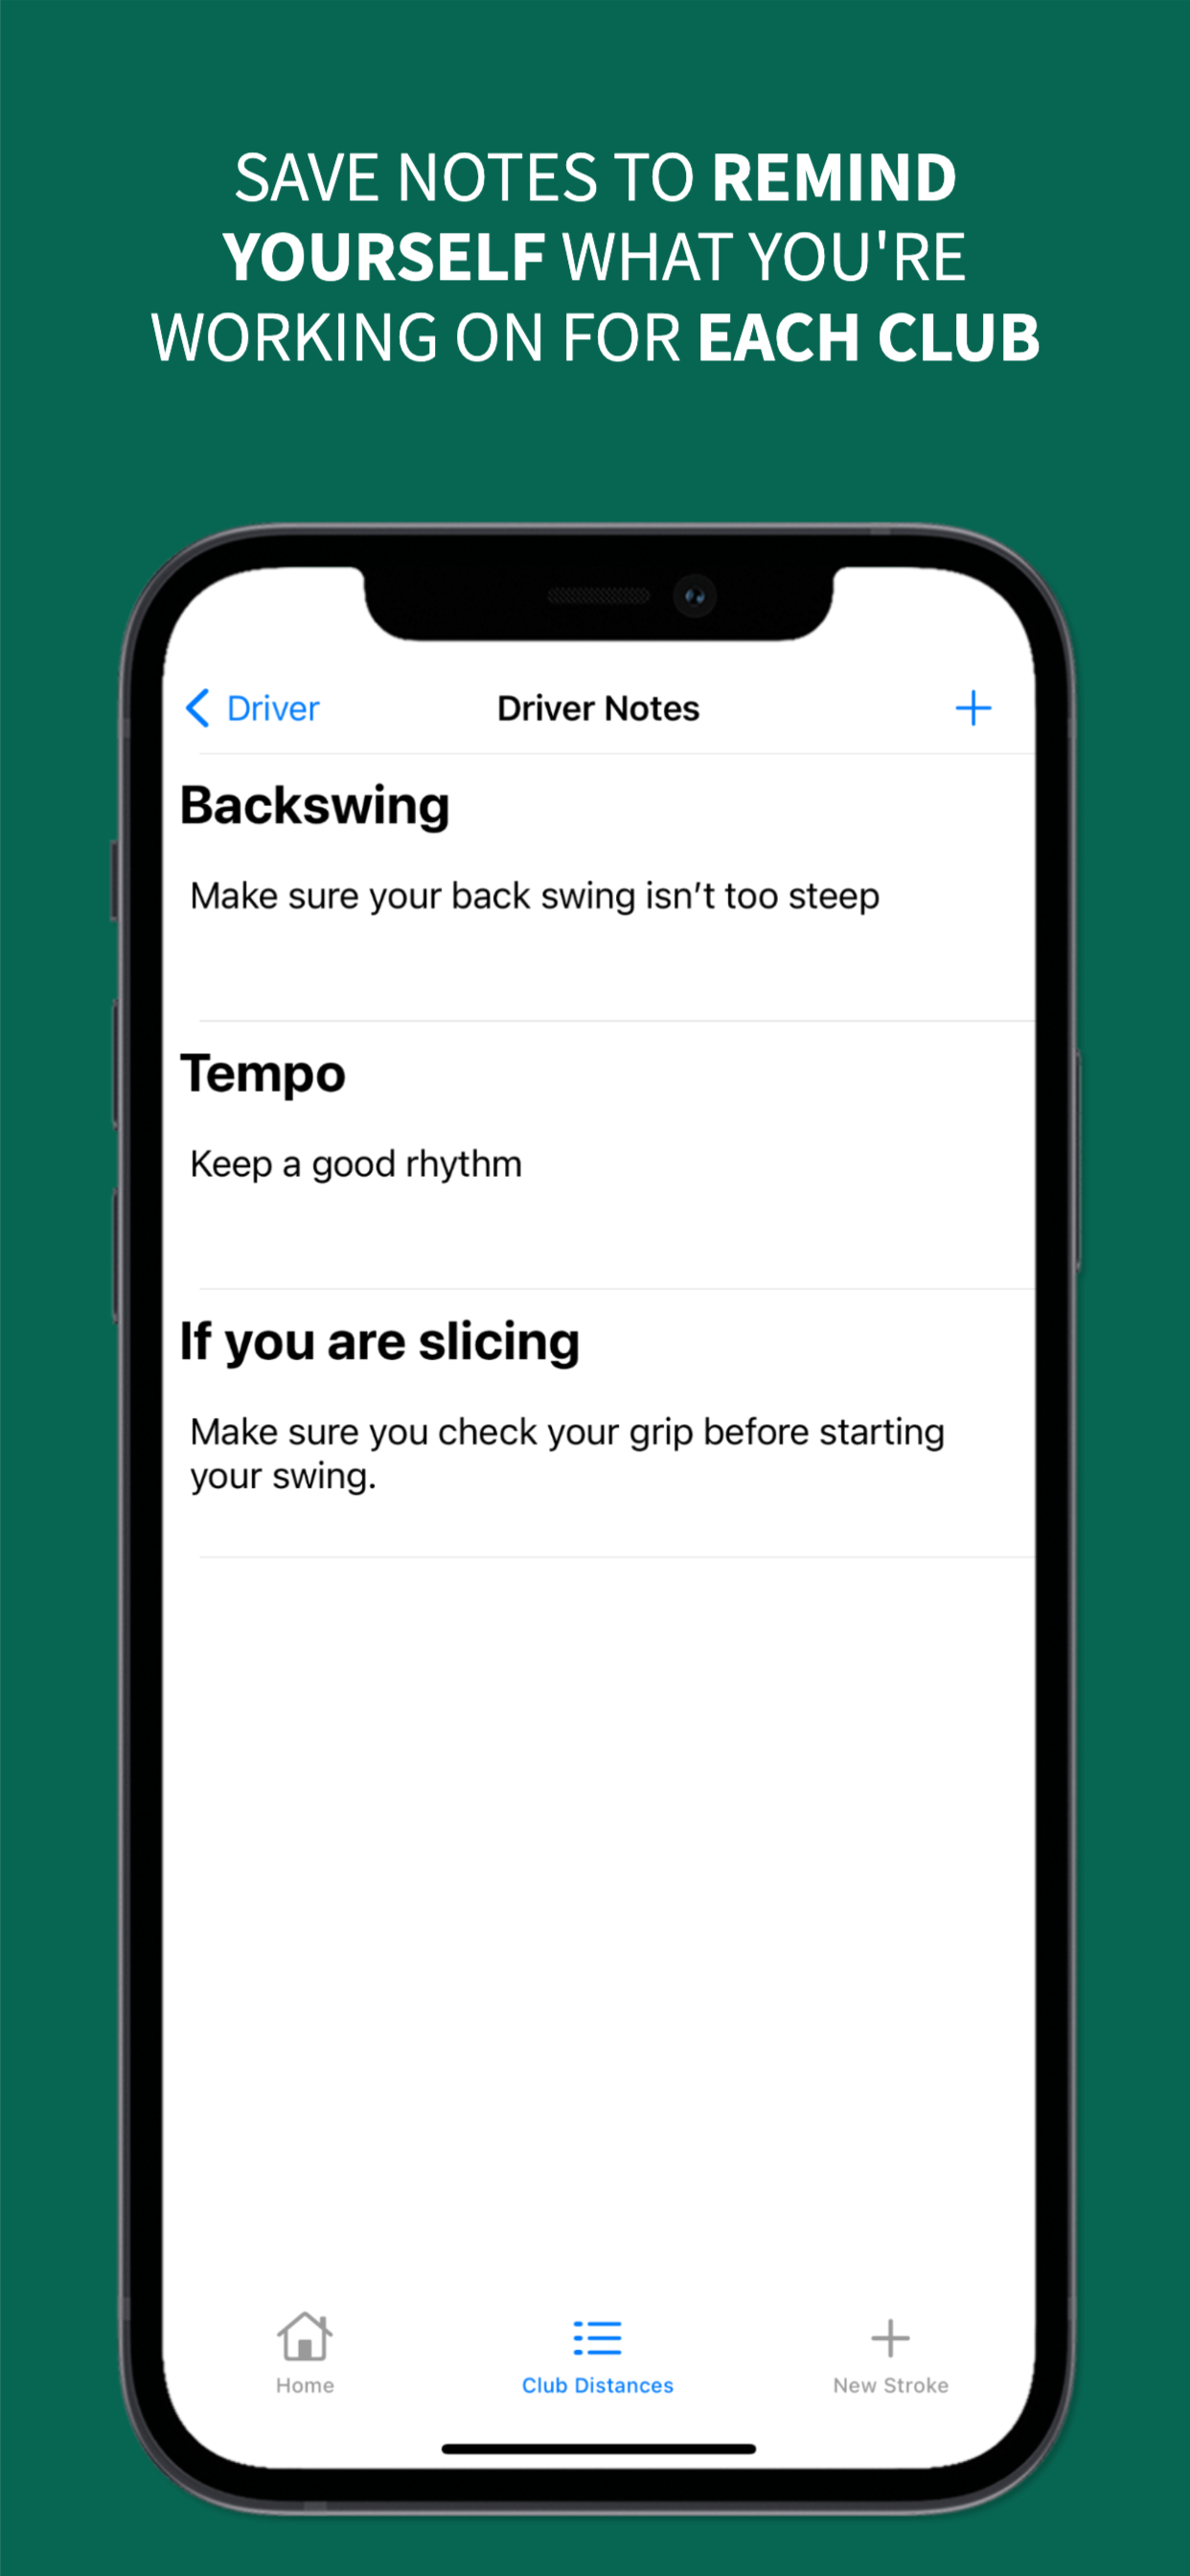 SAVE NOTES TO REMIND
YOURSELF WHAT YOU'RE
WORKING ON FOR EACH CLUB
Driver
Driver Notes
Backswing
Make sure your back swing isn’t too steep
Tempo
Keep a good rhythm
If you are slicing
Make sure you check your grip before starting
your swing.
Home
Club Distances
New Stroke